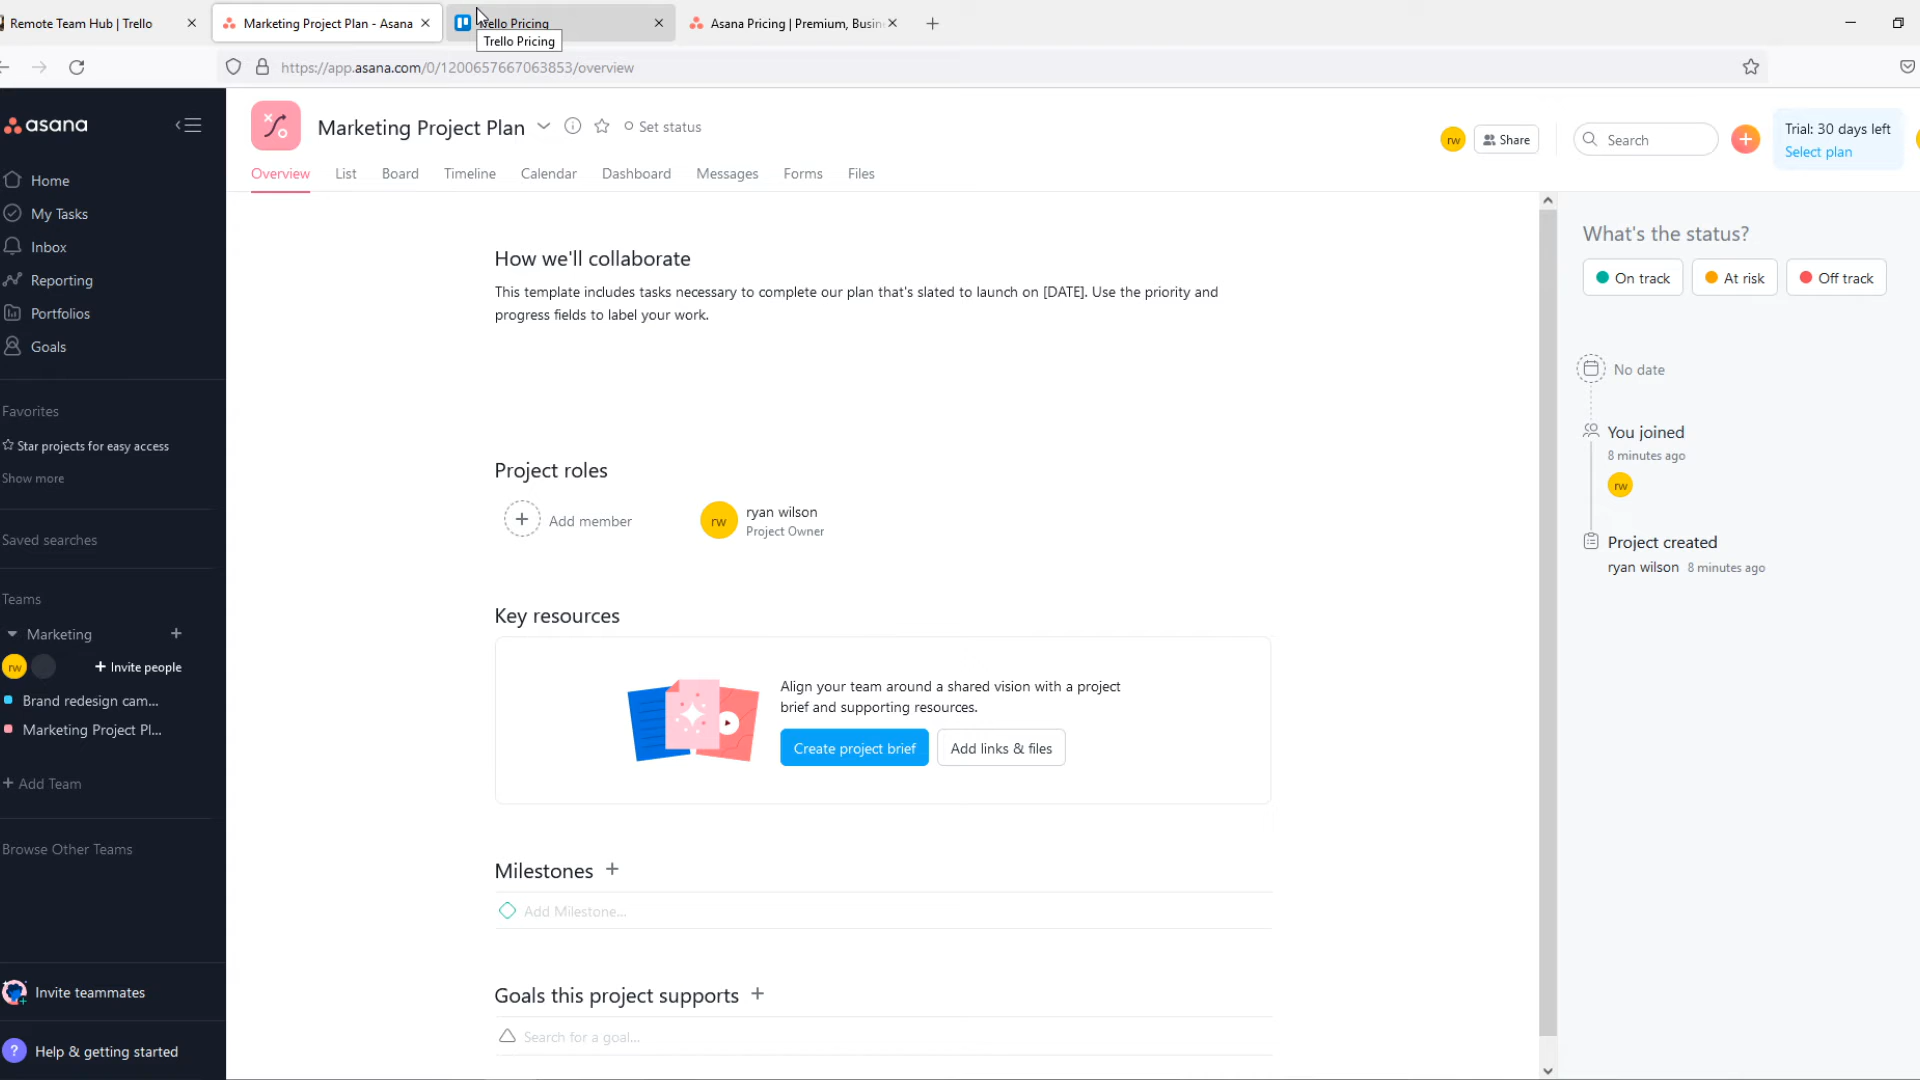 Remote Team Hub | Trello
Marketing Project Plan - Asana
Trello Pricing
Asana Pricing | Premium, Busin
Trello Pricing
https://app.asana.com/0/1200657667063853/overview
asana
Marketing Project Plan
Set status
rw
Share
Search
Trial: 30 days left
Select plan
Overview
List
Board
Timeline
Calendar
Dashboard
Messages
Forms
Files
Home
My Tasks
Inbox
Reporting
Portfolios
Goals
Favorites
Star projects for easy access
Show more
Saved searches
Teams
Marketing
rw
Invite people
Brand redesign cam...
Marketing Project Pl...
+ Add Team
Browse Other Teams
Invite teammates
? Help & getting started
How we'll collaborate
This template includes tasks necessary to complete our plan that's slated to launch on [DATE]. Use the priority and
progress fields to label your work.
Project roles
Add member
rw
ryan wilson
Project Owner
Key resources
Align your team around a shared vision with a project
brief and supporting resources.
Create project brief
Add links & files
Milestones +
Add Milestone...
Goals this project supports +
Search for a goal...
What's the status?
On track
At risk
Off track
No date
You joined
8 minutes ago
rw
Project created
ryan wilson 8 minutes ago